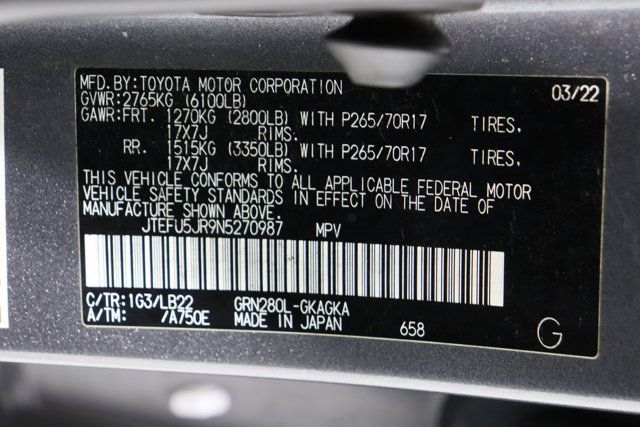 MFD.BY:TOYOTA MOTOR CORPORATION 03/22
GVWR:2765KG (6100LB)
GAWR:FRT. 1270KG (2800LB) WITH P265/70R17 TIRES,
17X7J RIMS.
RR. 1515KG (3350LB) WITH P265/70R17 TIRES,
17X7J RIMS.
THIS VEHICLE CONFORMS TO ALL APPLICABLE FEDERAL MOTOR
VEHICLE SAFETY STANDARDS IN EFFECT ON THE DATE OF
MANUFACTURE SHOWN ABOVE.
JTEFU5JR9N5270987 MPV
C/TR:1G3/LB22 GRN280L-GKAGKA
A/TM: /A750E MADE IN JAPAN 658 G